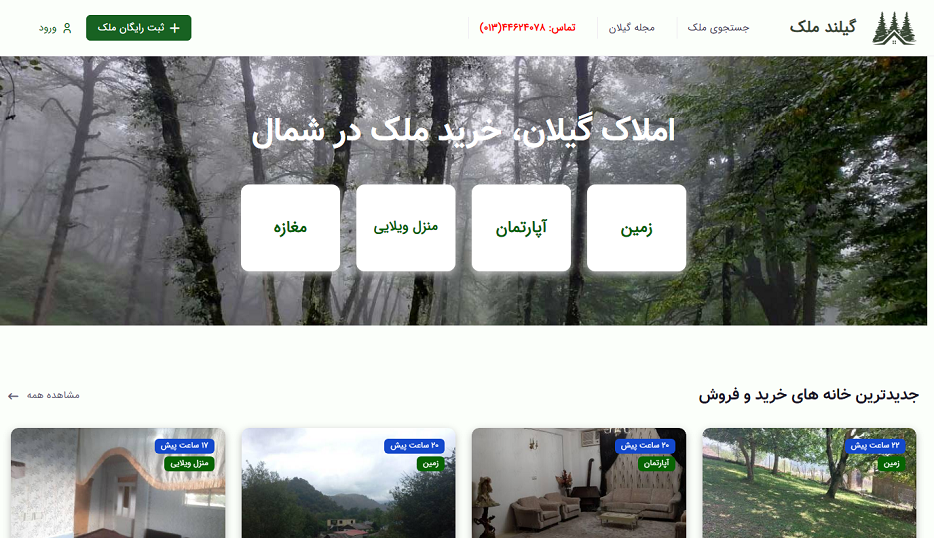 گیلند ملک
جستجوی ملک
مجله گیلان
تماس: ۴۴۶۲۴۰۷۸(۰۱۳)
ثبت رایگان ملک +
ورود
املاک گیلان، خرید ملک در شمال
زمین
آپارتمان
منزل ویلایی
مغازه
جدیدترین خانه های خرید و فروش
مشاهده همه
۲۲ ساعت پیش
زمین
۲۰ ساعت پیش
آپارتمان
۲۰ ساعت پیش
زمین
۱۷ ساعت پیش
منزل ویلایی